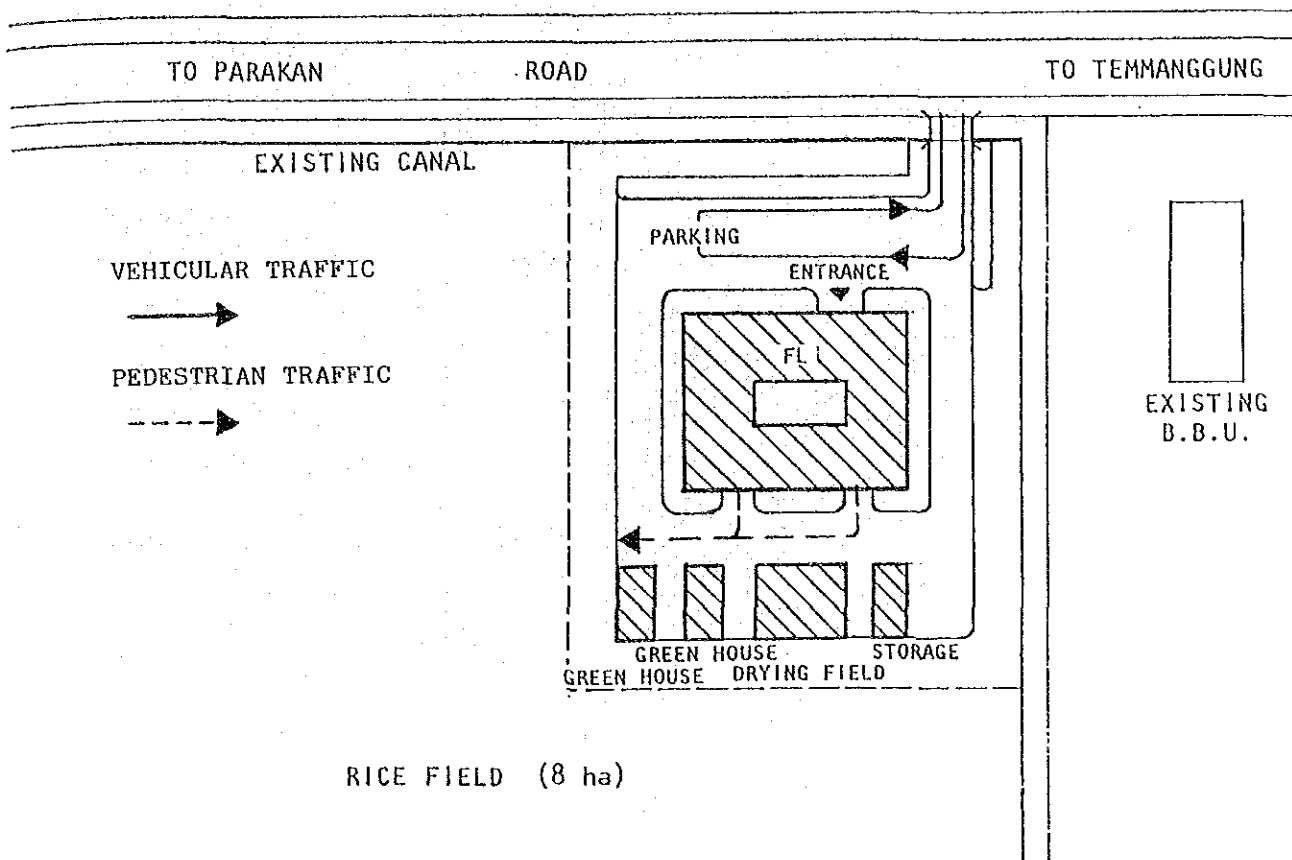 TO PARAKAN ROAD TO TEMMANGGUNG
EXISTING CANAL
PARKING
VEHICULAR TRAFFIC
ENTRANCE
FL
PEDESTRIAN TRAFFIC
EXISTING
B.B.U.
GREEN HOUSE STORAGE
GREEN HOUSE DRYING FIELD
RICE FIELD (8 ha)